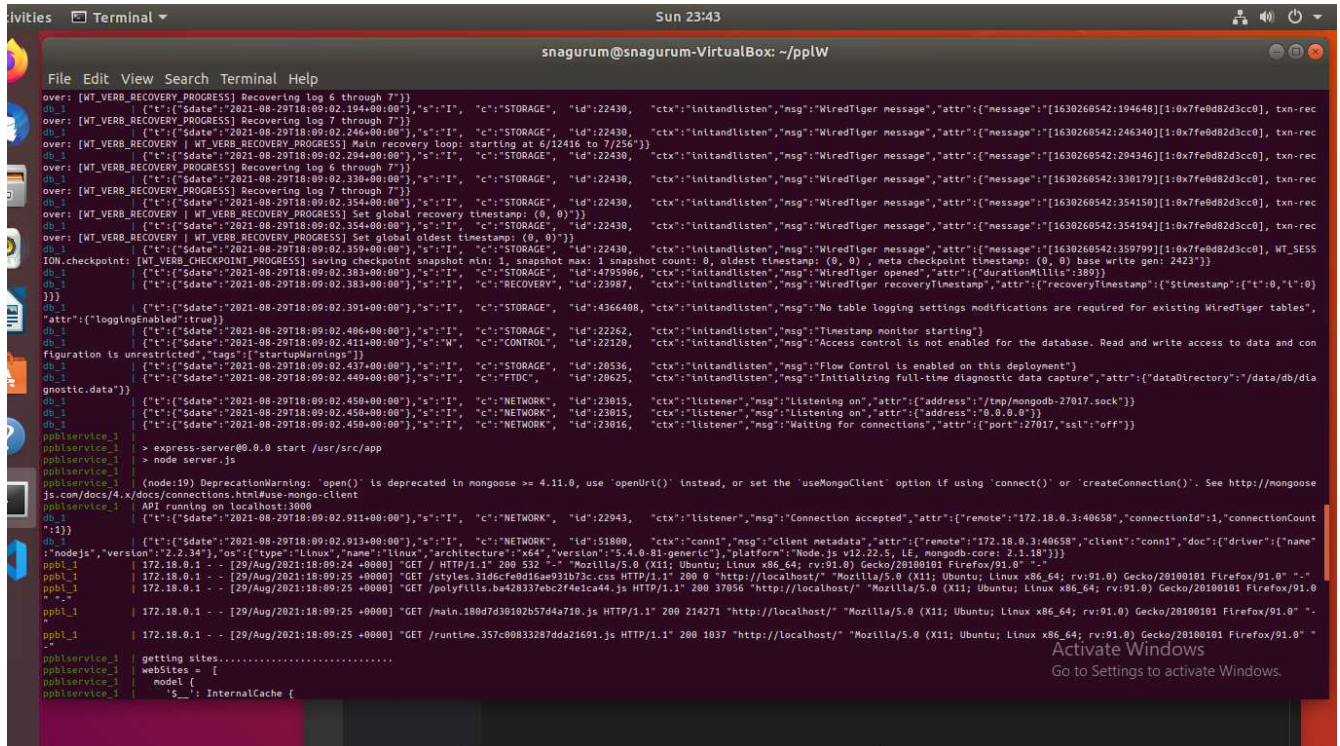 ivities Terminal Sun 23:43
snagurum@snagurum-VirtualBox: ~/pplW
File Edit View Search Terminal Help
over: [WT_VERB_RECOVERY_PROGRESS] Recovering log 6 through 7"}}
db_1 | {"t":{"$date":"2021-08-29T18:09:02.194+00:00"},"s":"I", "c":"STORAGE", "id":22430, "ctx":"initandlisten","msg":"WiredTiger message","attr":{"message":"[1630260542:194648][1:0x7fe0d82d3cc0], txn-rec
over: [WT_VERB_RECOVERY_PROGRESS] Recovering log 7 through 7"}}
db_1 | {"t":{"$date":"2021-08-29T18:09:02.246+00:00"},"s":"I", "c":"STORAGE", "id":22430, "ctx":"initandlisten","msg":"WiredTiger message","attr":{"message":"[1630260542:246340][1:0x7fe0d82d3cc0], txn-rec
over: [WT_VERB_RECOVERY | WT_VERB_RECOVERY_PROGRESS] Main recovery loop: starting at 6/12416 to 7/256"}}
db_1 | {"t":{"$date":"2021-08-29T18:09:02.294+00:00"},"s":"I", "c":"STORAGE", "id":22430, "ctx":"initandlisten","msg":"WiredTiger message","attr":{"message":"[1630260542:294346][1:0x7fe0d82d3cc0], txn-rec
over: [WT_VERB_RECOVERY_PROGRESS] Recovering log 6 through 7"}}
db_1 | {"t":{"$date":"2021-08-29T18:09:02.330+00:00"},"s":"I", "c":"STORAGE", "id":22430, "ctx":"initandlisten","msg":"WiredTiger message","attr":{"message":"[1630260542:330179][1:0x7fe0d82d3cc0], txn-rec
over: [WT_VERB_RECOVERY_PROGRESS] Recovering log 7 through 7"}}
db_1 | {"t":{"$date":"2021-08-29T18:09:02.354+00:00"},"s":"I", "c":"STORAGE", "id":22430, "ctx":"initandlisten","msg":"WiredTiger message","attr":{"message":"[1630260542:354150][1:0x7fe0d82d3cc0], txn-rec
over: [WT_VERB_RECOVERY | WT_VERB_RECOVERY_PROGRESS] Set global recovery timestamp: (0, 0)"}}
db_1 | {"t":{"$date":"2021-08-29T18:09:02.354+00:00"},"s":"I", "c":"STORAGE", "id":22430, "ctx":"initandlisten","msg":"WiredTiger message","attr":{"message":"[1630260542:354194][1:0x7fe0d82d3cc0], txn-rec
over: [WT_VERB_RECOVERY | WT_VERB_RECOVERY_PROGRESS] Set global oldest timestamp: (0, 0)"}}
db_1 | {"t":{"$date":"2021-08-29T18:09:02.359+00:00"},"s":"I", "c":"STORAGE", "id":22430, "ctx":"initandlisten","msg":"WiredTiger message","attr":{"message":"[1630260542:359799][1:0x7fe0d82d3cc0], WT_SESS
ION.checkpoint: [WT_VERB_CHECKPOINT_PROGRESS] saving checkpoint snapshot min: 1, snapshot max: 1 snapshot count: 0, oldest timestamp: (0, 0) , meta checkpoint timestamp: (0, 0) base write gen: 2423"}}
db_1 | {"t":{"$date":"2021-08-29T18:09:02.383+00:00"},"s":"I", "c":"STORAGE", "id":4795906, "ctx":"initandlisten","msg":"WiredTiger opened","attr":{"durationMillis":389}}
db_1 | {"t":{"$date":"2021-08-29T18:09:02.383+00:00"},"s":"I", "c":"RECOVERY", "id":23987, "ctx":"initandlisten","msg":"WiredTiger recoveryTimestamp","attr":{"recoveryTimestamp":{"$timestamp":{"t":0,"i":0}
}}}
db_1 | {"t":{"$date":"2021-08-29T18:09:02.391+00:00"},"s":"I", "c":"STORAGE", "id":4366408, "ctx":"initandlisten","msg":"No table logging settings modifications are required for existing WiredTiger tables",
"attr":{"loggingEnabled":true}}
db_1 | {"t":{"$date":"2021-08-29T18:09:02.406+00:00"},"s":"I", "c":"STORAGE", "id":22262, "ctx":"initandlisten","msg":"Timestamp monitor starting"}
db_1 | {"t":{"$date":"2021-08-29T18:09:02.411+00:00"},"s":"W", "c":"CONTROL", "id":22120, "ctx":"initandlisten","msg":"Access control is not enabled for the database. Read and write access to data and con
figuration is unrestricted","tags":["startupWarnings"]}
db_1 | {"t":{"$date":"2021-08-29T18:09:02.437+00:00"},"s":"I", "c":"STORAGE", "id":20536, "ctx":"initandlisten","msg":"Flow Control is enabled on this deployment"}
db_1 | {"t":{"$date":"2021-08-29T18:09:02.449+00:00"},"s":"I", "c":"FTDC", "id":20625, "ctx":"initandlisten","msg":"Initializing full-time diagnostic data capture","attr":{"dataDirectory":"/data/db/dia
gnostic.data"}}
db_1 | {"t":{"$date":"2021-08-29T18:09:02.450+00:00"},"s":"I", "c":"NETWORK", "id":23015, "ctx":"listener","msg":"Listening on","attr":{"address":"/tmp/mongodb-27017.sock"}}
db_1 | {"t":{"$date":"2021-08-29T18:09:02.450+00:00"},"s":"I", "c":"NETWORK", "id":23015, "ctx":"listener","msg":"Listening on","attr":{"address":"0.0.0.0"}}
db_1 | {"t":{"$date":"2021-08-29T18:09:02.450+00:00"},"s":"I", "c":"NETWORK", "id":23016, "ctx":"listener","msg":"Waiting for connections","attr":{"port":27017,"ssl":"off"}}
ppblservice_1 |
ppblservice_1 | > express-server@0.0.0 start /usr/src/app
ppblservice_1 | > node server.js
ppblservice_1 |
ppblservice_1 | (node:19) DeprecationWarning: `open()` is deprecated in mongoose >= 4.11.0, use `openUri()` instead, or set the `useMongoClient` option if using `connect()` or `createConnection()`. See http://mongoose
js.com/docs/4.x/docs/connections.html#use-mongo-client
ppblservice_1 | API running on localhost:3000
db_1 | {"t":{"$date":"2021-08-29T18:09:02.911+00:00"},"s":"I", "c":"NETWORK", "id":22943, "ctx":"listener","msg":"Connection accepted","attr":{"remote":"172.18.0.3:40658","connectionId":1,"connectionCount
":1}}
db_1 | {"t":{"$date":"2021-08-29T18:09:02.913+00:00"},"s":"I", "c":"NETWORK", "id":51800, "ctx":"conn1","msg":"client metadata","attr":{"remote":"172.18.0.3:40658","client":"conn1","doc":{"driver":{"name"
:"nodejs","version":"2.2.34"},"os":{"type":"Linux","name":"linux","architecture":"x64","version":"5.4.0-81-generic"},"platform":"Node.js v12.22.5, LE, mongodb-core: 2.1.18"}}}
ppbl_1 | 172.18.0.1 - - [29/Aug/2021:18:09:24 +0000] "GET / HTTP/1.1" 200 532 "-" "Mozilla/5.0 (X11; Ubuntu; Linux x86_64; rv:91.0) Gecko/20100101 Firefox/91.0" "-"
ppbl_1 | 172.18.0.1 - - [29/Aug/2021:18:09:25 +0000] "GET /styles.31d6cfe0d16ae931b73c.css HTTP/1.1" 200 0 "http://localhost/" "Mozilla/5.0 (X11; Ubuntu; Linux x86_64; rv:91.0) Gecko/20100101 Firefox/91.0" "-"
ppbl_1 | 172.18.0.1 - - [29/Aug/2021:18:09:25 +0000] "GET /polyfills.ba428337ebc2f4e1ca44.js HTTP/1.1" 200 37056 "http://localhost/" "Mozilla/5.0 (X11; Ubuntu; Linux x86_64; rv:91.0) Gecko/20100101 Firefox/91.0
" "-"
ppbl_1 | 172.18.0.1 - - [29/Aug/2021:18:09:25 +0000] "GET /main.180d7d30102b57d4a710.js HTTP/1.1" 200 214271 "http://localhost/" "Mozilla/5.0 (X11; Ubuntu; Linux x86_64; rv:91.0) Gecko/20100101 Firefox/91.0" "-
"
ppbl_1 | 172.18.0.1 - - [29/Aug/2021:18:09:25 +0000] "GET /runtime.357c00833287dda21691.js HTTP/1.1" 200 1037 "http://localhost/" "Mozilla/5.0 (X11; Ubuntu; Linux x86_64; rv:91.0) Gecko/20100101 Firefox/91.0" "
-"
ppblservice_1 | getting sites..............................
ppblservice_1 | webSites = [
ppblservice_1 | model {
ppblservice_1 | '$__': InternalCache {
Activate Windows
Go to Settings to activate Windows.